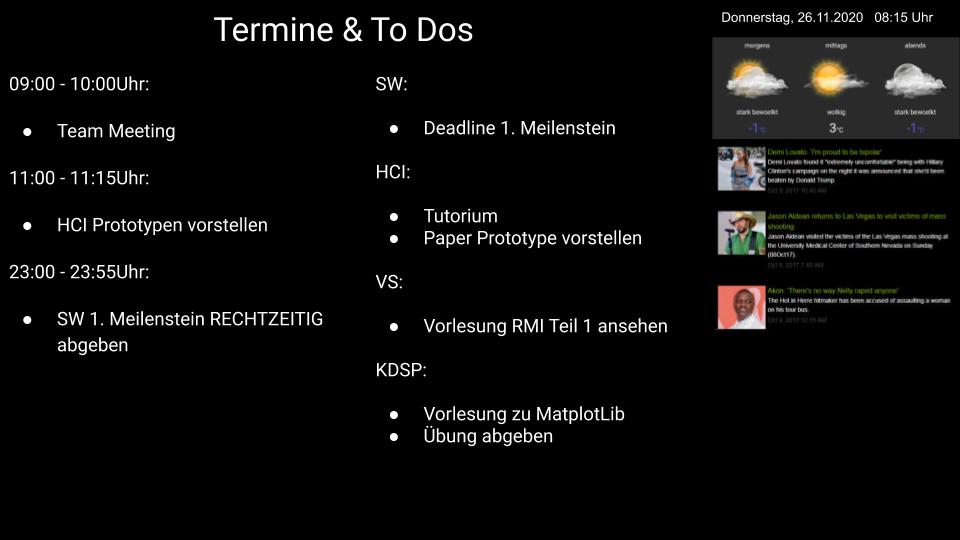 Termine & To Dos
09:00 - 10:00Uhr:
● Team Meeting
11:00 - 11:15Uhr:
● HCI Prototypen vorstellen
23:00 - 23:55Uhr:
● SW 1. Meilenstein RECHTZEITIG
abgeben
SW:
● Deadline 1. Meilenstein
HCI:
● Tutorium
● Paper Prototype vorstellen
VS:
● Vorlesung RMI Teil 1 ansehen
KDSP:
● Vorlesung zu MatplotLib
● Übung abgeben
Donnerstag, 26.11.2020 08:15 Uhr
morgens mittags abends
stark bewoelkt wolkig stark bewoelkt
-1°C 3°C -1°C
Demi Lovato: 'I'm proud to be bipolar'
Demi Lovato found it "extremely uncomfortable" being with Hillary
Clinton's campaign on the night it was announced that she'd been
beaten by Donald Trump.
Oct 9, 2017 10:45 AM
Jason Aldean returns to Las Vegas to visit victims of mass
shooting
Jason Aldean visited the victims of the Las Vegas mass shooting at
the University Medical Center of Southern Nevada on Sunday
(08Oct17).
Oct 9, 2017 7:45 AM
Akon: 'There's no way Nelly raped anyone'
The Hot in Herre hitmaker has been accused of assaulting a woman
on his tour bus.
Oct 9, 2017 12:15 AM